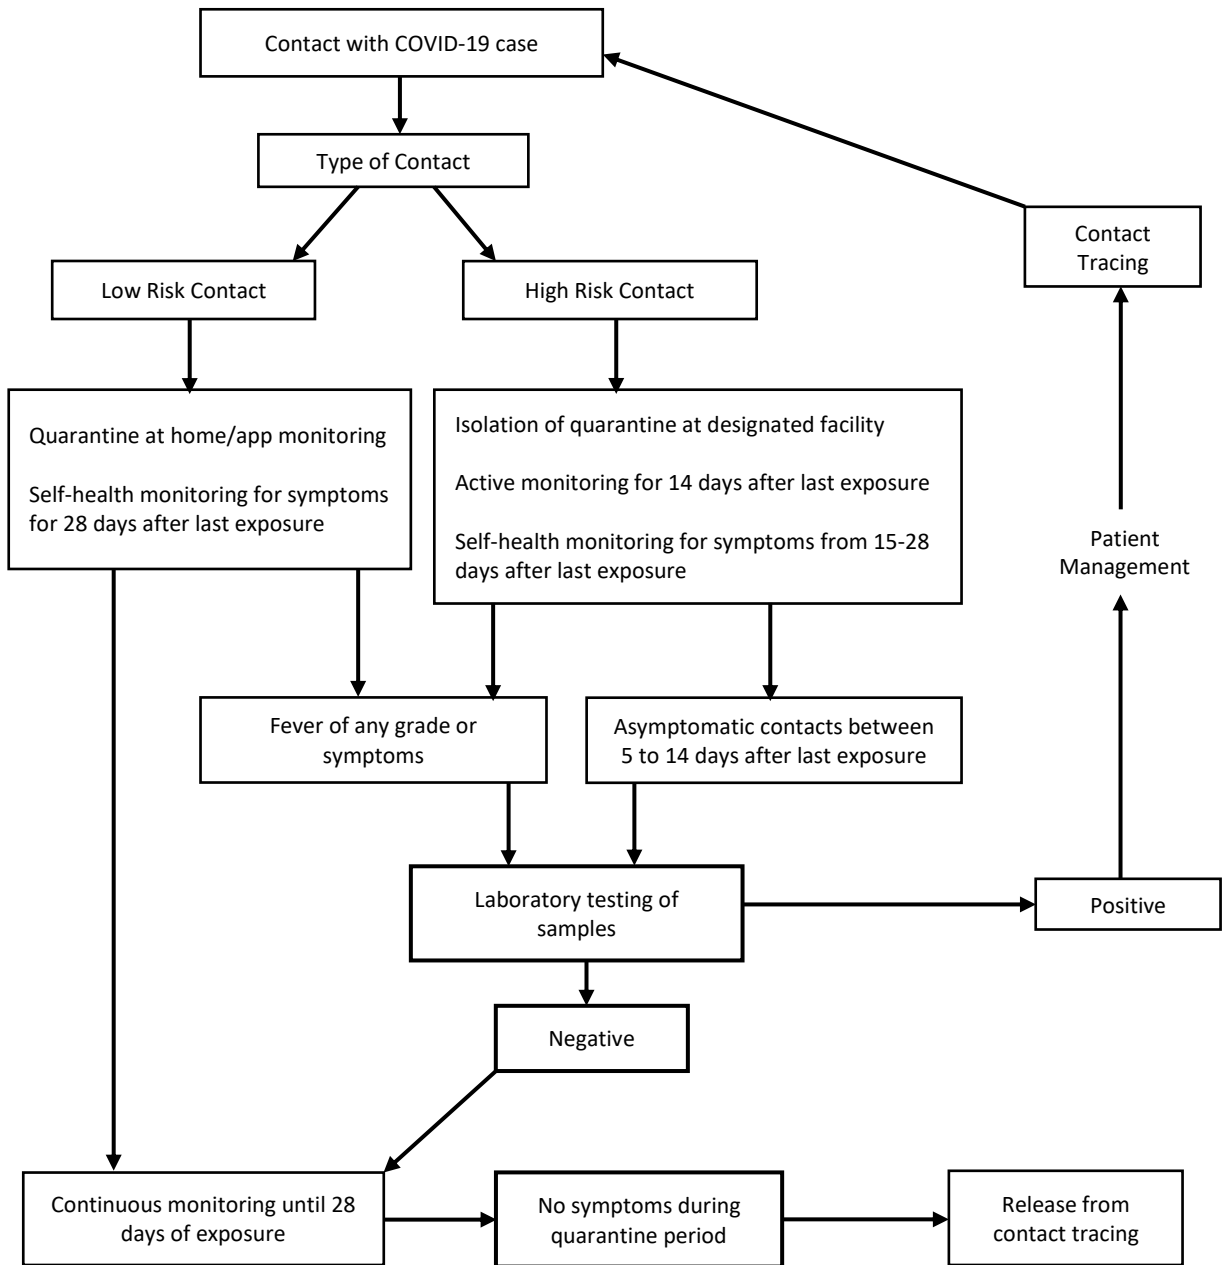 Contact with COVID-19 case
Type of Contact
Contact
Tracing
Low Risk Contact
High Risk Contact
Quarantine at home/app monitoring
Self-health monitoring for symptoms
for 28 days after last exposure
Isolation of quarantine at designated facility
Active monitoring for 14 days after last exposure
Self-health monitoring for symptoms from 15-28
days after last exposure
Patient
Management
Fever of any grade or
symptoms
Asymptomatic contacts between
5 to 14 days after last exposure
Laboratory testing of
samples
Positive
Negative
Continuous monitoring until 28
days of exposure
No symptoms during
quarantine period
Release from
contact tracing